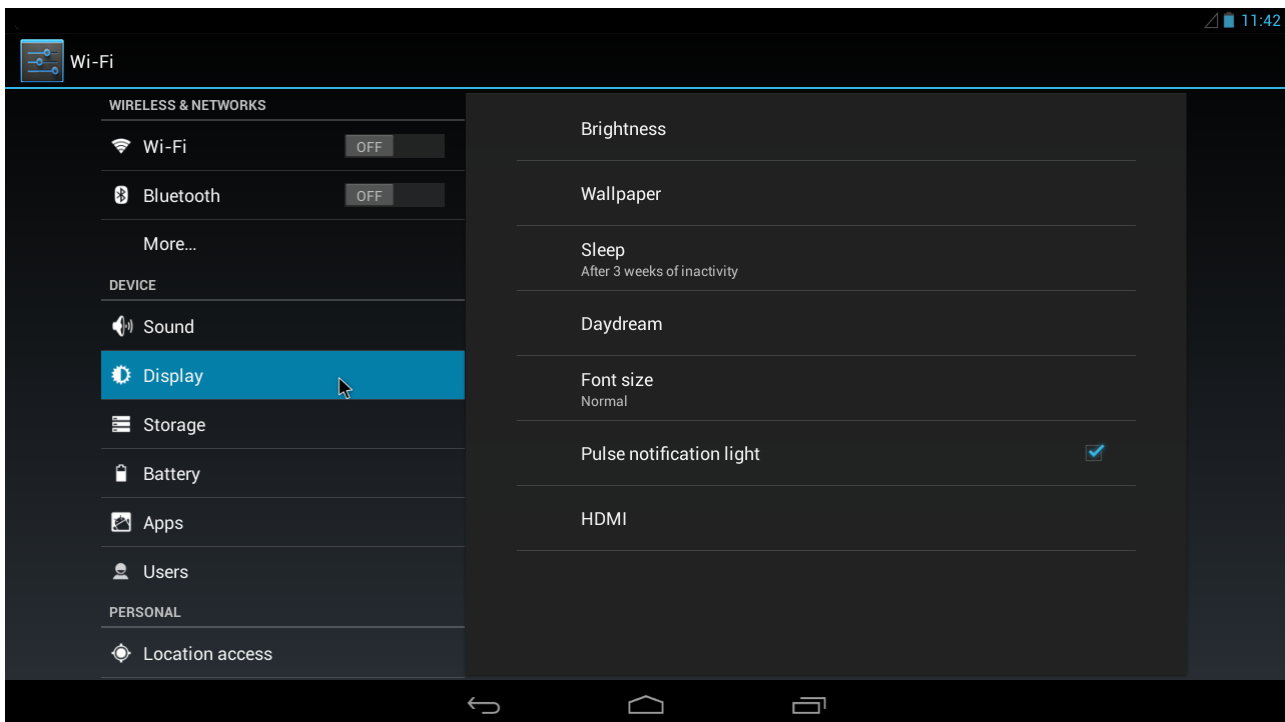 11:42
Wi-Fi
WIRELESS & NETWORKS
Wi-Fi OFF
Bluetooth OFF
More...
DEVICE
Sound
Display
Storage
Battery
Apps
Users
PERSONAL
Location access
Brightness
Wallpaper
Sleep
After 3 weeks of inactivity
Daydream
Font size
Normal
Pulse notification light
HDMI